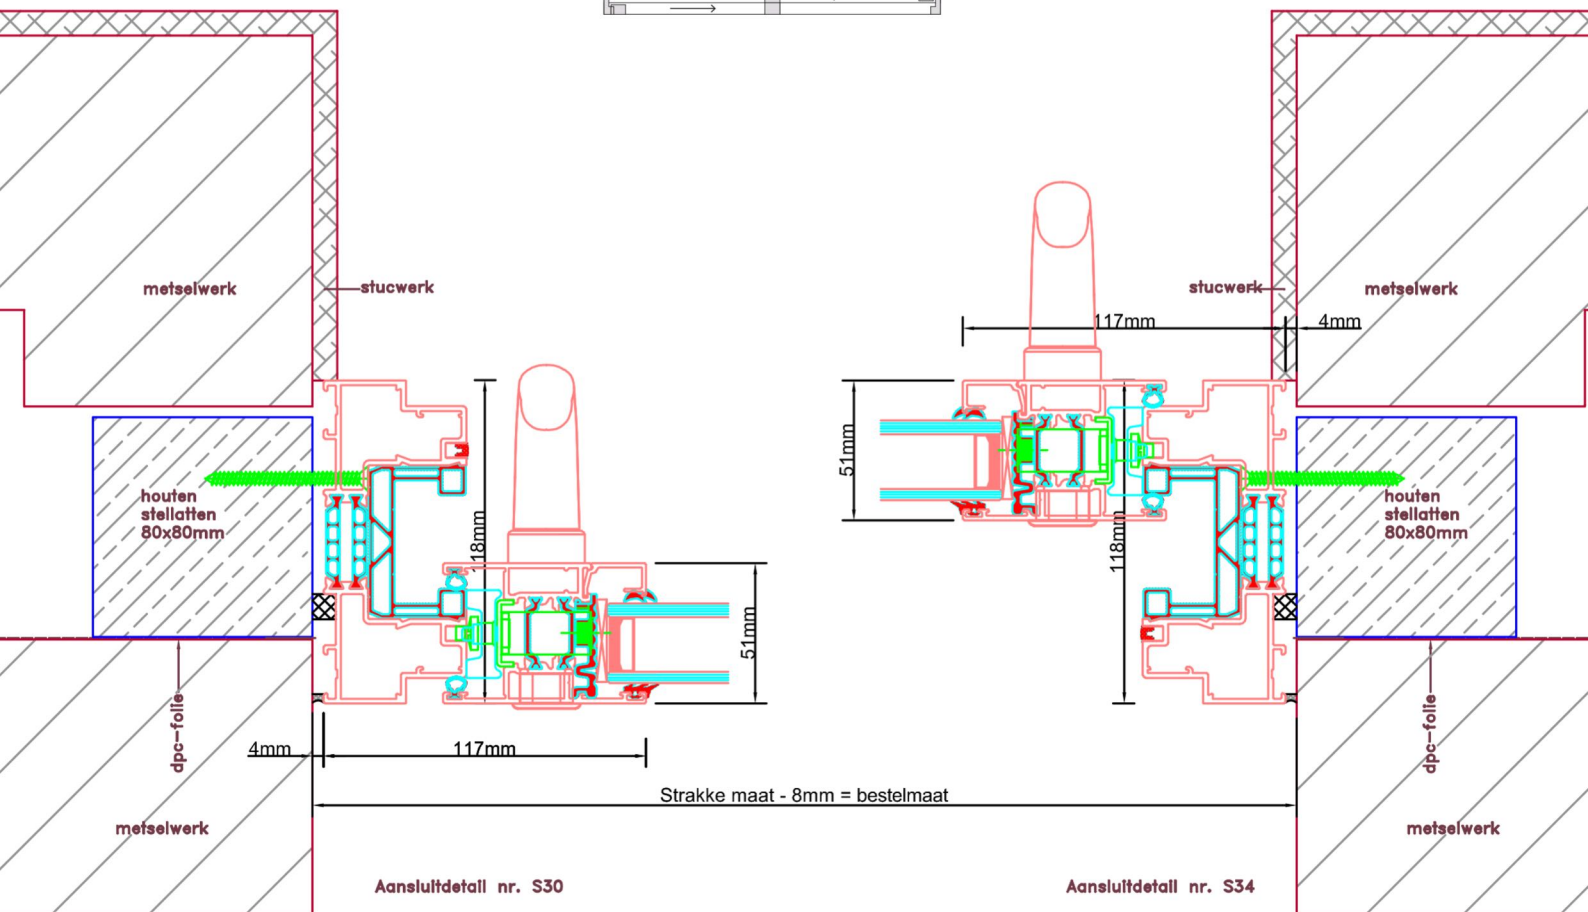 metselwerk
stucwerk
stucwerk
metselwerk
117mm
4mm
51mm
houten
stellatten
80x80mm
118mm
118mm
houten
stellatten
80x80mm
51mm
dpc-folie
dpc-folie
4mm
117mm
Strakke maat - 8mm = bestelmaat
metselwerk
metselwerk
Aansluitdetail nr. S30
Aansluitdetail nr. S34